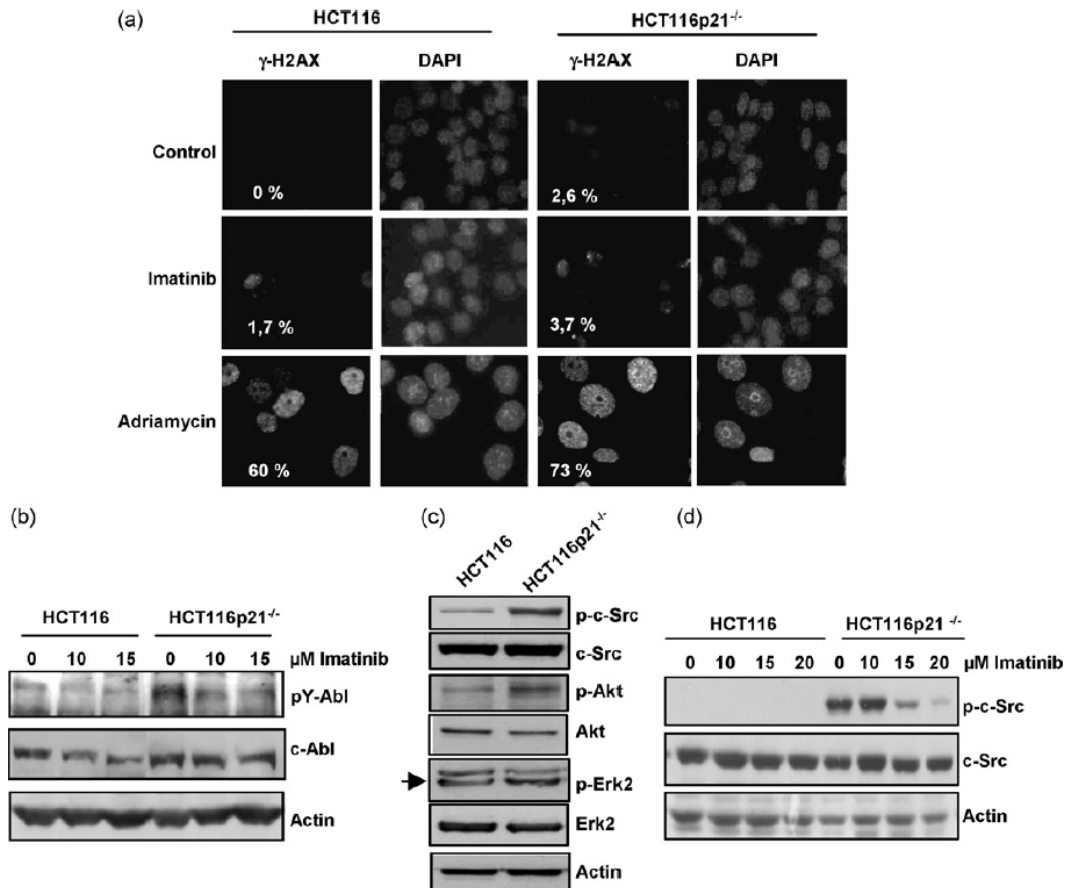 (a)
HCT116 HCT116p21-/-
γ-H2AX DAPI γ-H2AX DAPI
Control
0 % 2,6 %
Imatinib
1,7 % 3,7 %
Adriamycin
60 % 73 %
(b)
HCT116 HCT116p21-/-
0 10 15 0 10 15 µM Imatinib
pY-Abl
c-Abl
Actin
(c)
HCT116 HCT116p21-/-
p-c-Src
c-Src
p-Akt
Akt
p-Erk2
Erk2
Actin
(d)
HCT116 HCT116p21 -/-
0 10 15 20 0 10 15 20 µM Imatinib
p-c-Src
c-Src
Actin